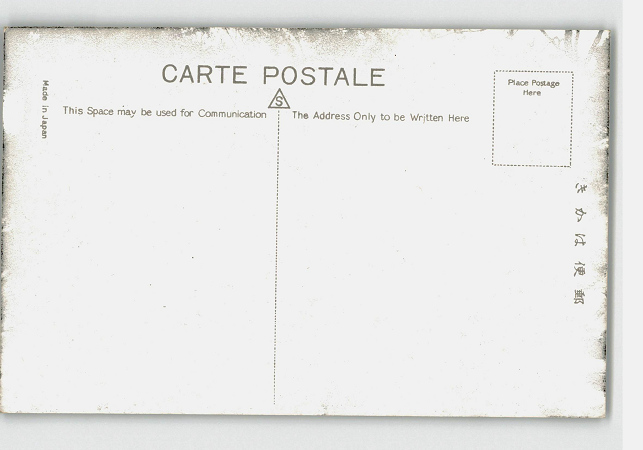 CARTE POSTALE
S
This Space may be used for Communication
The Address Only to be Written Here
Place Postage
Here
Made in Japan
きかは便郵